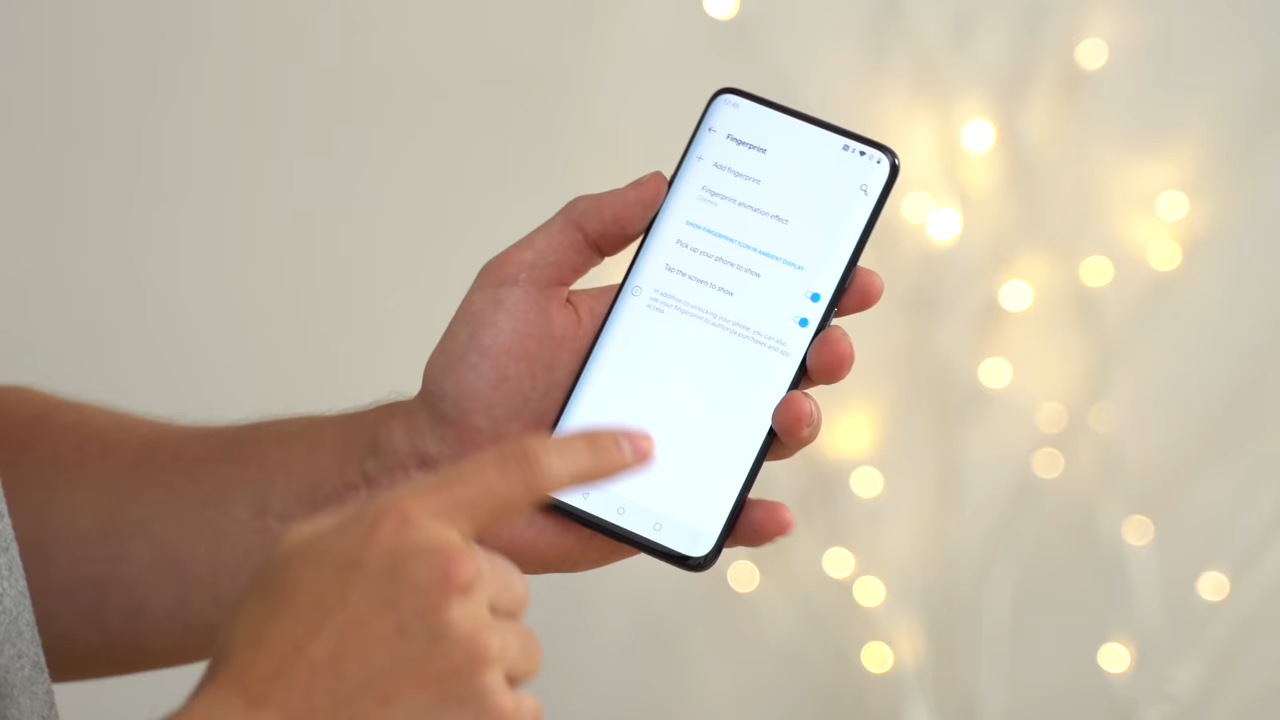 Fingerprint
Add fingerprint
Fingerprint animation effect
Cosmos
SHOW FINGERPRINT ICON IN AMBIENT DISPLAY
Pick up your phone to show
Tap the screen to show
In addition to unlocking your phone, you can also
use your fingerprint to authorize purchases and app
access.